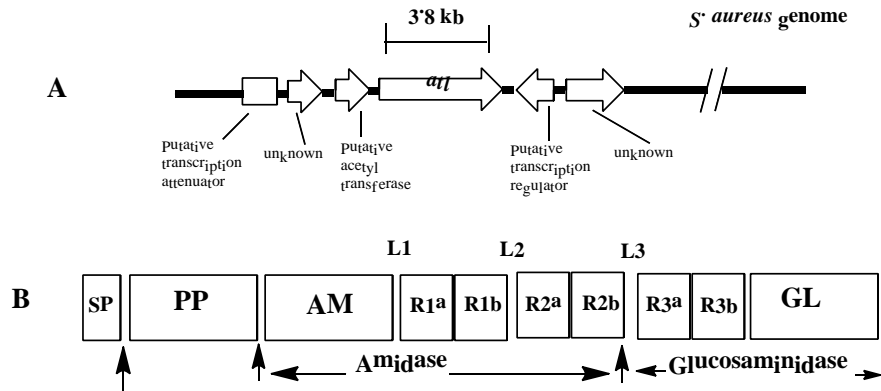 3.8 kb
S. aureus genome
A
atl
Putative
transcription
attenuator
unknown
Putative
acetyl
transferase
Putative
transcription
regulator
unknown
L1 L2 L3
B SP PP AM R1a R1b R2a R2b R3a R3b GL
Amidase Glucosaminidase